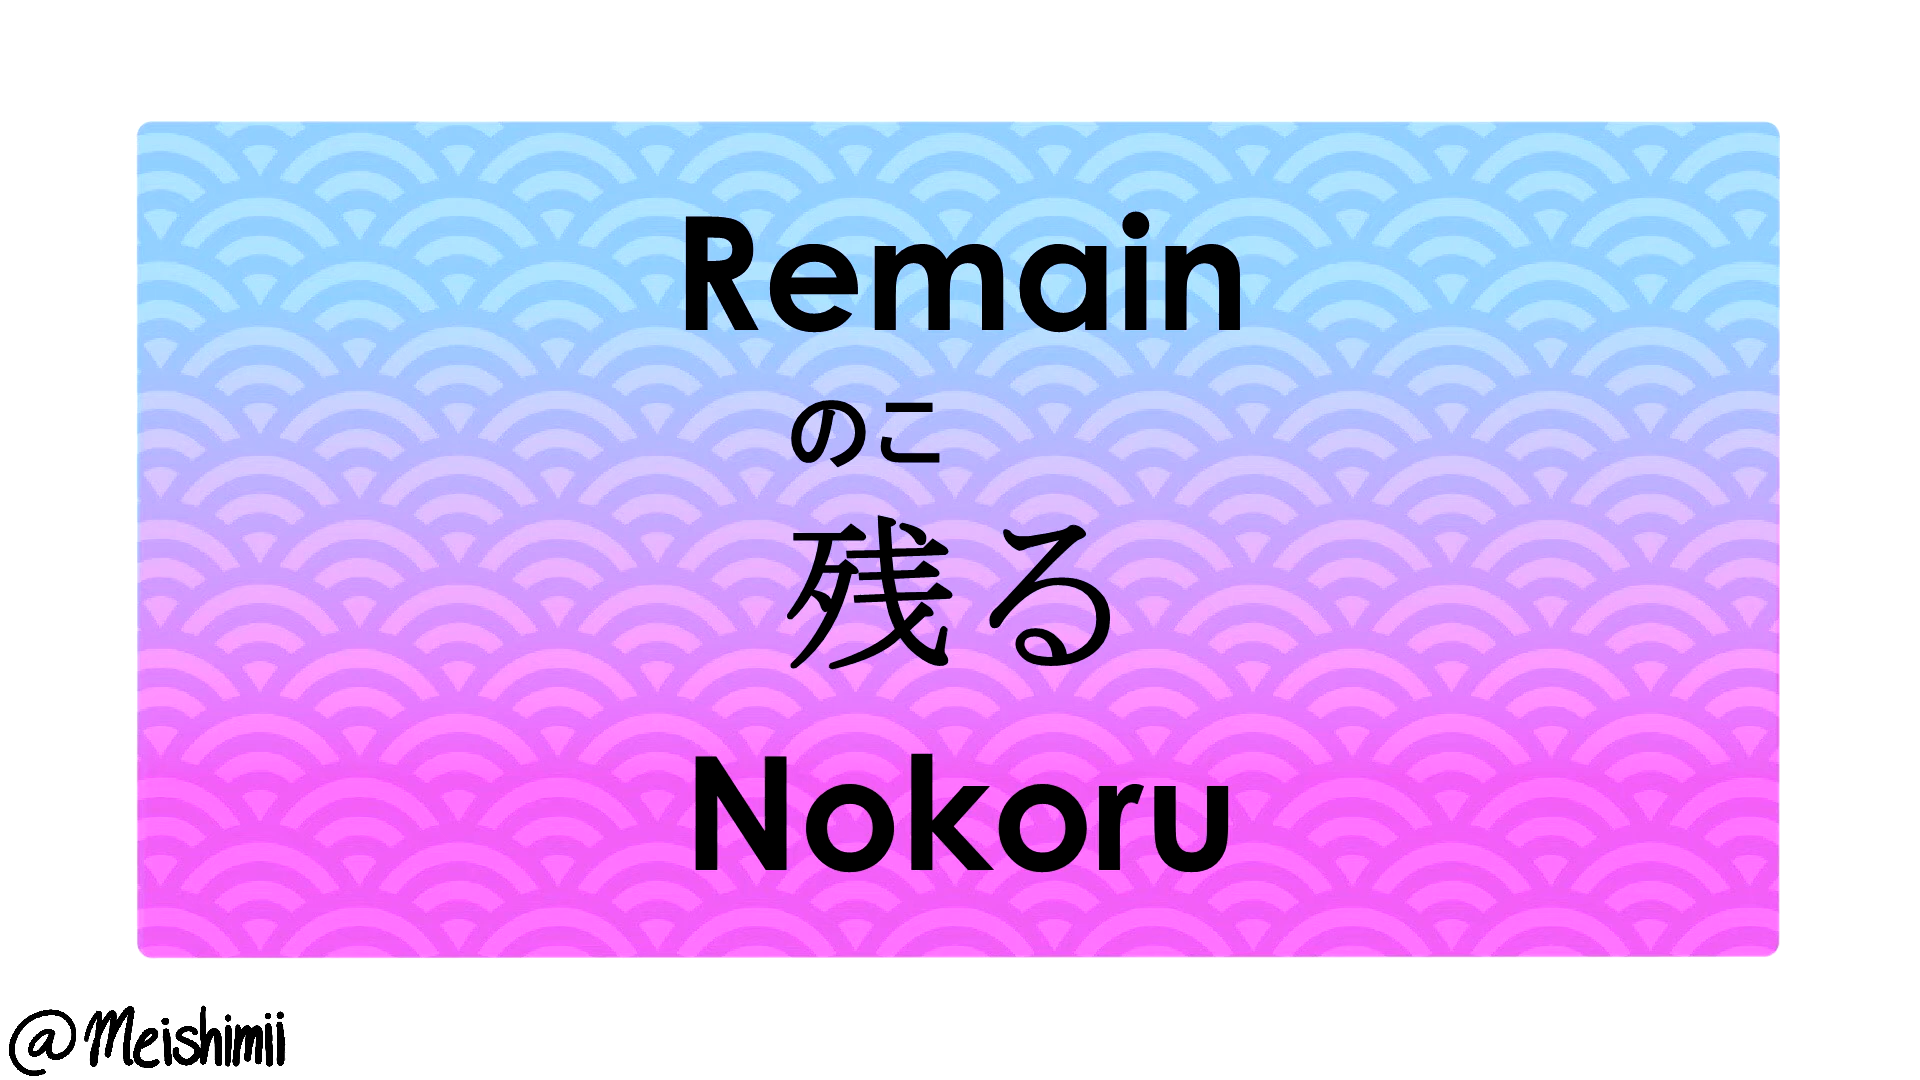 Remain
のこ
残る
Nokoru
@Meishimii